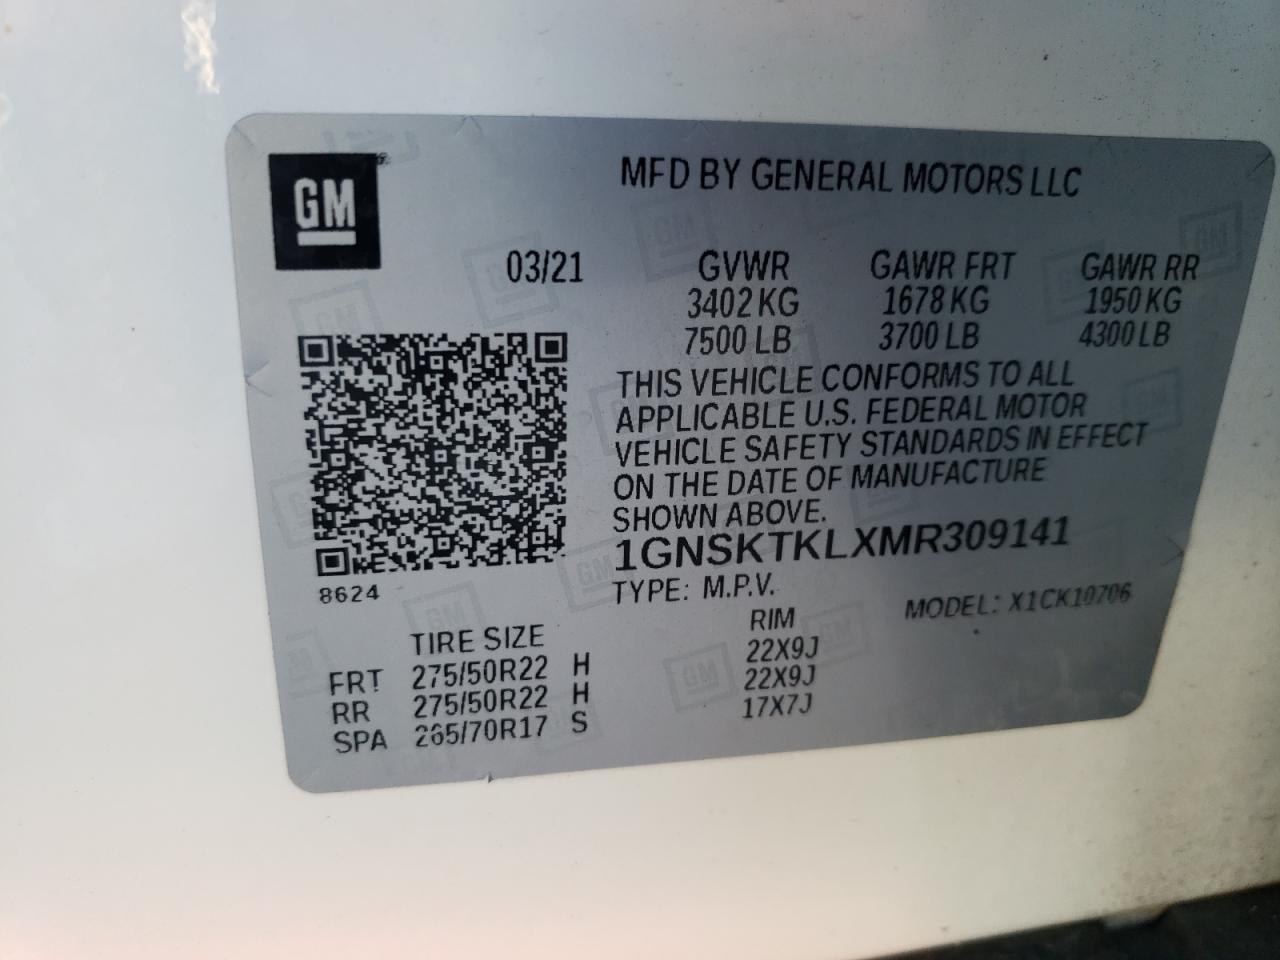 GM
MFD BY GENERAL MOTORS LLC
03/21
GVWR GAWR FRT GAWR RR
3402 KG 1678 KG 1950 KG
7500 LB 3700 LB 4300 LB
THIS VEHICLE CONFORMS TO ALL
APPLICABLE U.S. FEDERAL MOTOR
VEHICLE SAFETY STANDARDS IN EFFECT
ON THE DATE OF MANUFACTURE
SHOWN ABOVE.
1GNSKTKLXMR309141
8624
TYPE: M.P.V.
MODEL: X1CK10706
TIRE SIZE RIM
FRT 275/50R22 H 22X9J
RR 275/50R22 H 22X9J
SPA 265/70R17 S 17X7J